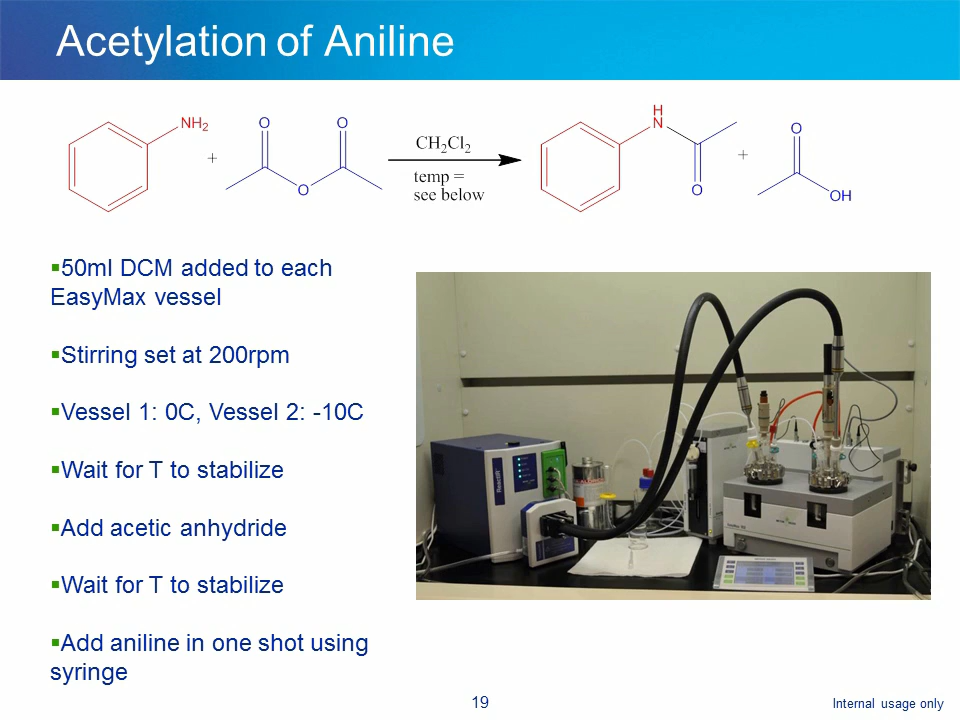 Acetylation of Aniline
NH2
+
O
O
O
CH2Cl2
temp =
see below
H
N
O
+
O
OH
▪50ml DCM added to each
EasyMax vessel
▪Stirring set at 200rpm
▪Vessel 1: 0C, Vessel 2: -10C
▪Wait for T to stabilize
▪Add acetic anhydride
▪Wait for T to stabilize
▪Add aniline in one shot using
syringe
ReactIR
19
Internal usage only